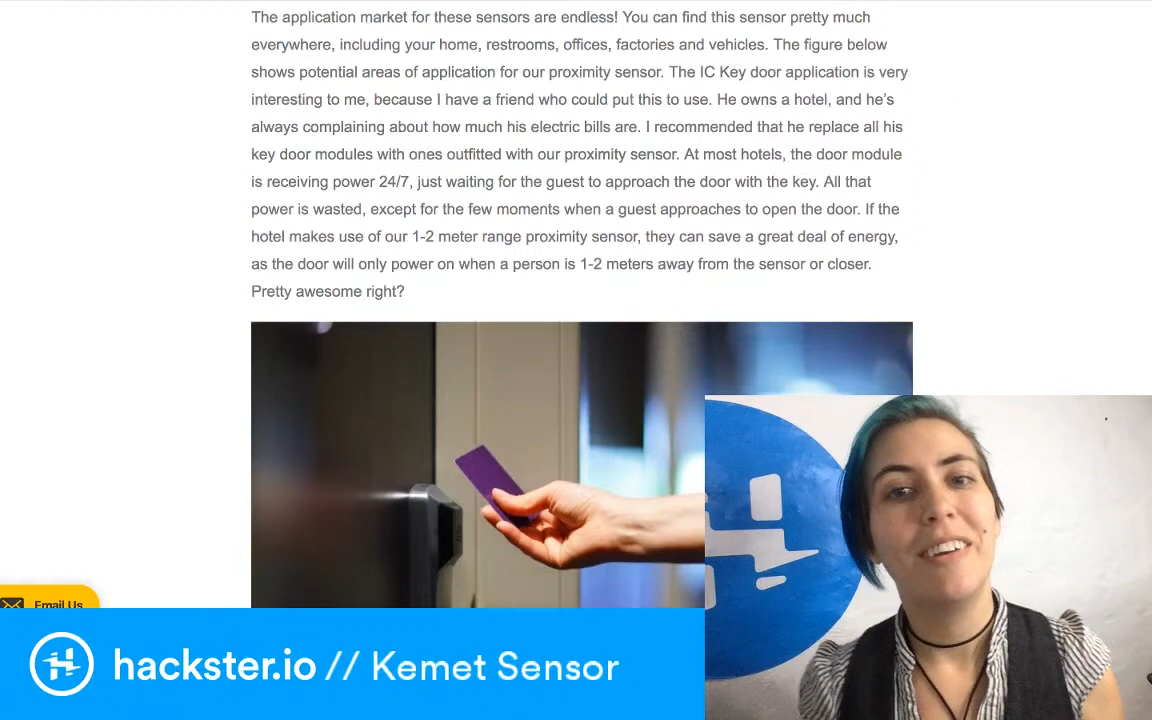 The application market for these sensors are endless! You can find this sensor pretty much
everywhere, including your home, restrooms, offices, factories and vehicles. The figure below
shows potential areas of application for our proximity sensor. The IC Key door application is very
interesting to me, because I have a friend who could put this to use. He owns a hotel, and he’s
always complaining about how much his electric bills are. I recommended that he replace all his
key door modules with ones outfitted with our proximity sensor. At most hotels, the door module
is receiving power 24/7, just waiting for the guest to approach the door with the key. All that
power is wasted, except for the few moments when a guest approaches to open the door. If the
hotel makes use of our 1-2 meter range proximity sensor, they can save a great deal of energy,
as the door will only power on when a person is 1-2 meters away from the sensor or closer.
Pretty awesome right?
Email Us
hackster.io // Kemet Sensor